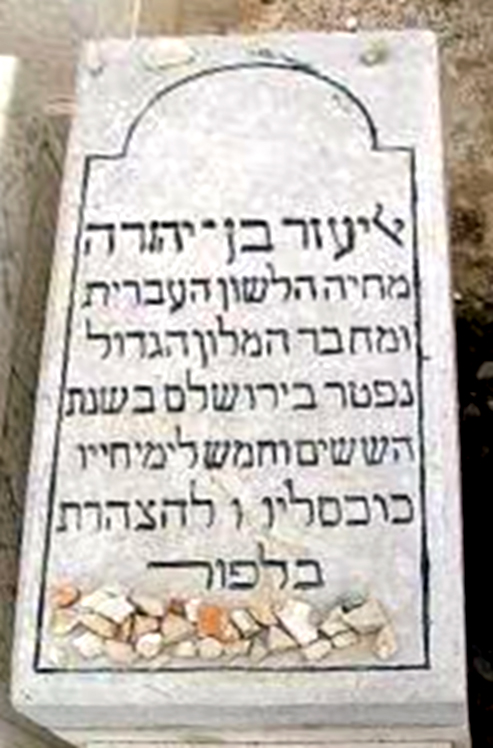 ﭏיעזר בן־יהודה
מחיה הלשון העברית
ומחבר המלון הגדול
נפטר בירושלם בשנת
הששים וחמש לימי חייו
כו בכסליו ו להצהרת
בלפור